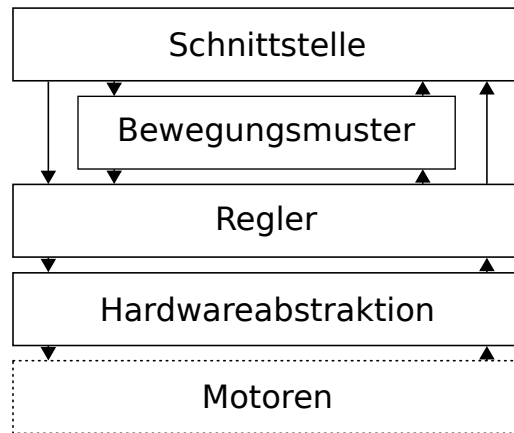 Schnittstelle
Bewegungsmuster
Regler
Hardwareabstraktion
Motoren